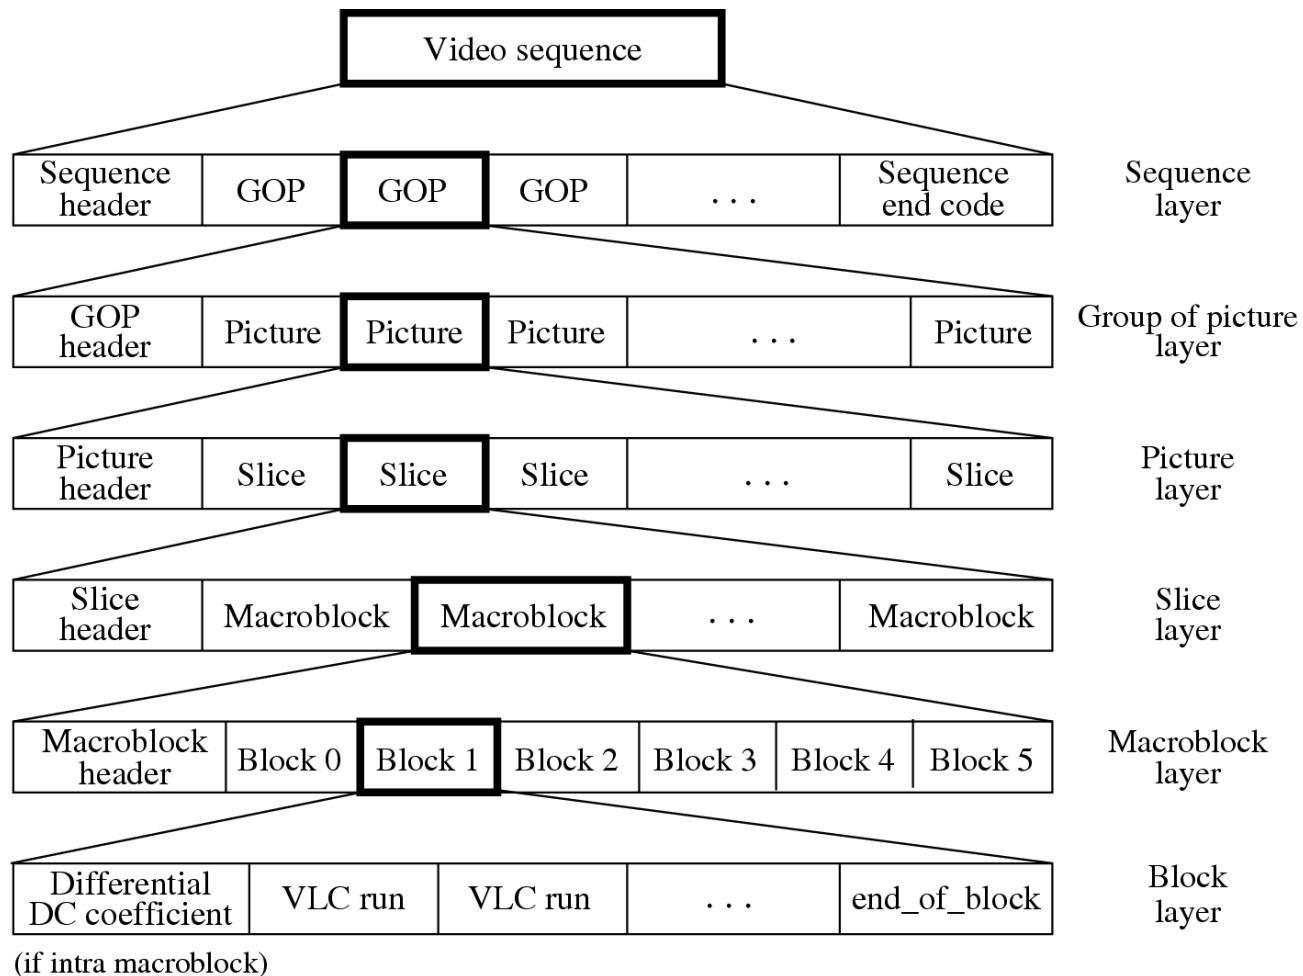 Video sequence
Sequence header GOP GOP GOP . . . Sequence end code Sequence layer
GOP header Picture Picture Picture . . . Picture Group of picture layer
Picture header Slice Slice Slice . . . Slice Picture layer
Slice header Macroblock Macroblock . . . Macroblock Slice layer
Macroblock header Block 0 Block 1 Block 2 Block 3 Block 4 Block 5 Macroblock layer
Differential DC coefficient VLC run VLC run . . . end_of_block Block layer
(if intra macroblock)